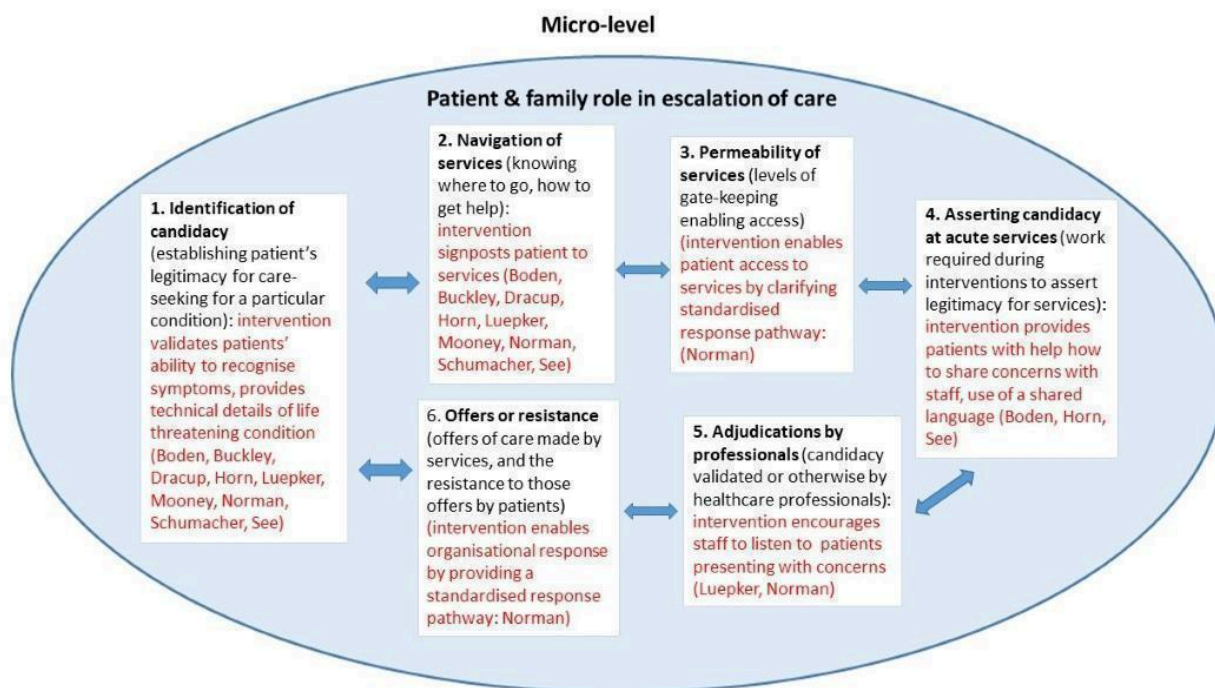 Micro-level
Patient & family role in escalation of care
1. Identification of
candidacy
(establishing patient's
legitimacy for care-
seeking for a particular
condition): intervention
validates patients'
ability to recognise
symptoms, provides
technical details of life
threatening condition
(Boden, Buckley,
Dracup, Horn, Luepker,
Mooney, Norman,
Schumacher, See)
2. Navigation of
services (knowing
where to go, how to
get help):
intervention
signposts patient to
services (Boden,
Buckley, Dracup,
Horn, Luepker,
Mooney, Norman,
Schumacher, See)
3. Permeability of
services (levels of
gate-keeping
enabling access)
(intervention enables
patient access to
services by clarifying
standardised
response pathway:
(Norman)
4. Asserting candidacy
at acute services (work
required during
interventions to assert
legitimacy for services):
intervention provides
patients with help how
to share concerns with
staff, use of a shared
language (Boden, Horn,
See)
5. Adjudications by
professionals (candidacy
validated or otherwise by
healthcare professionals):
intervention encourages
staff to listen to patients
presenting with concerns
(Luepker, Norman)
6. Offers or resistance
(offers of care made by
services, and the
resistance to those
offers by patients)
(intervention enables
organisational response
by providing a
standardised response
pathway: Norman)